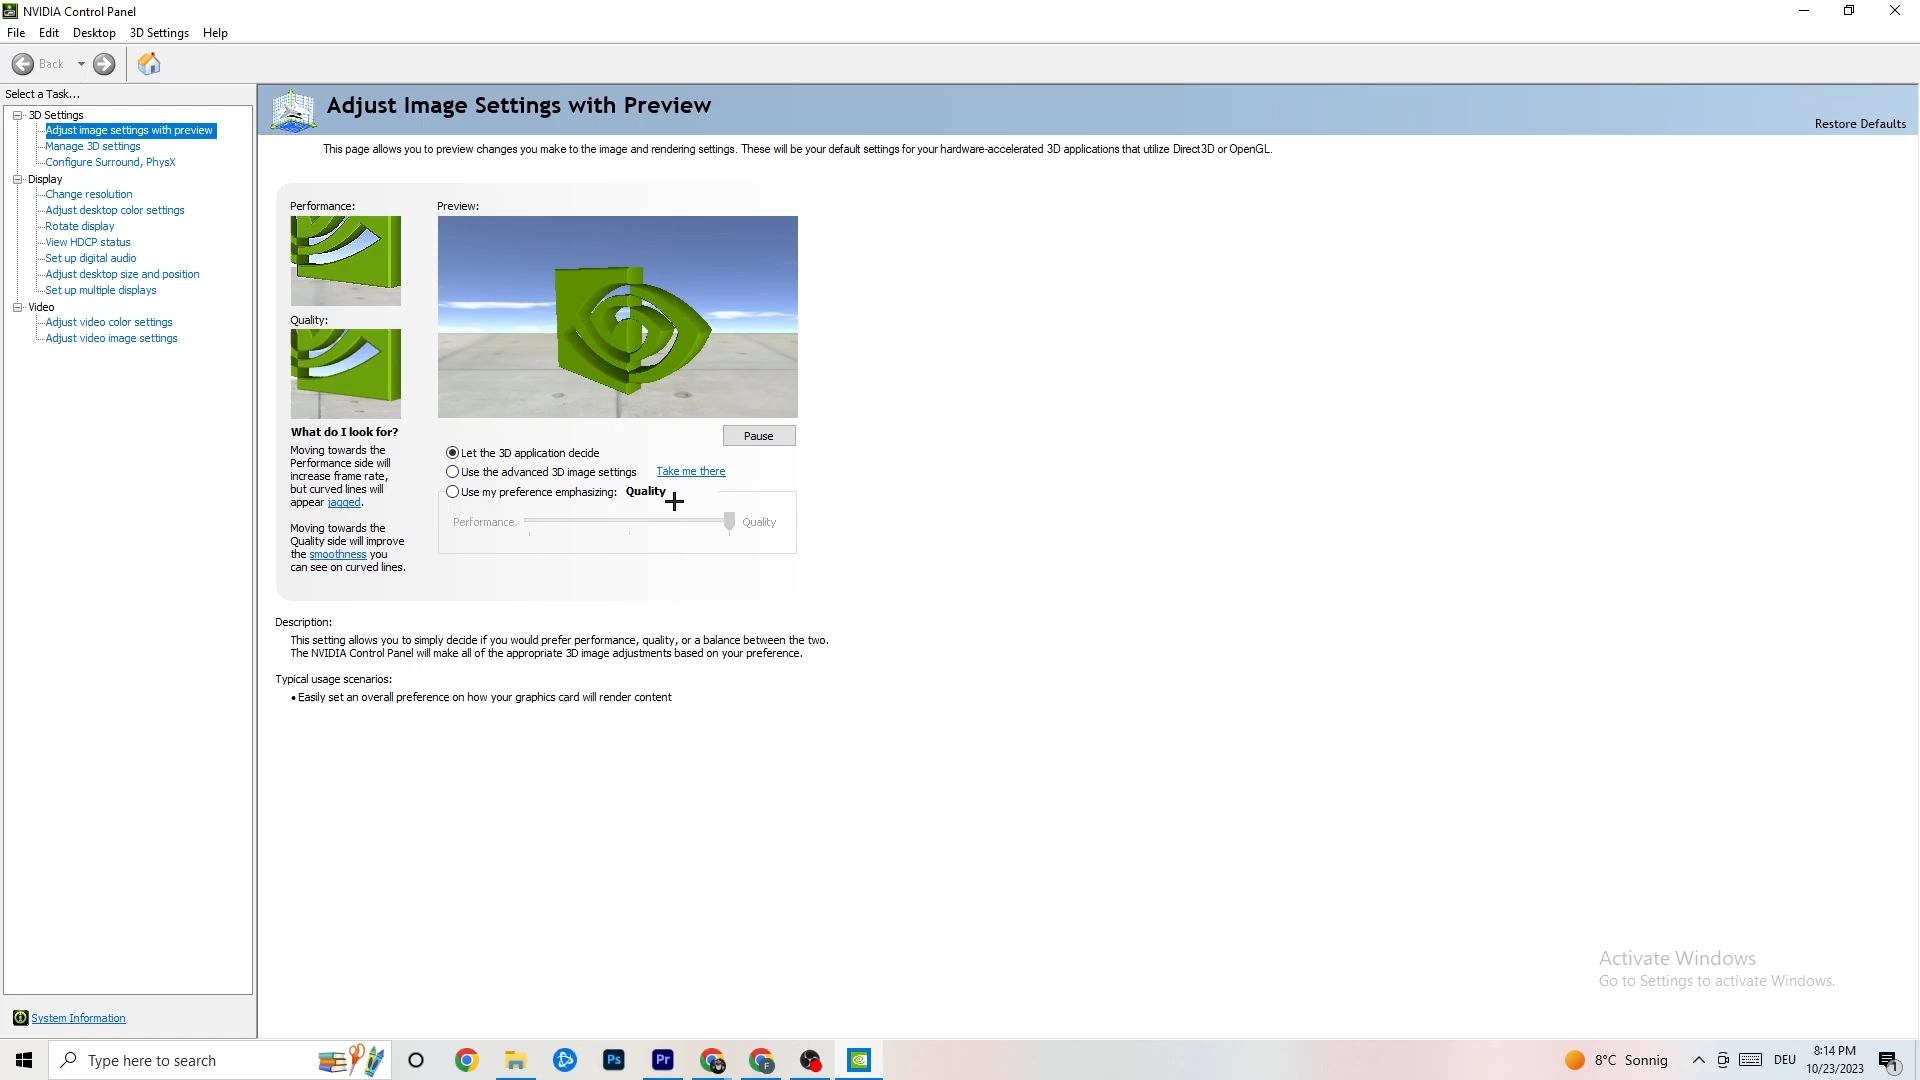 NVIDIA Control Panel
File Edit Desktop 3D Settings Help
Back
Select a Task...
3D Settings
Adjust image settings with preview
Manage 3D settings
Configure Surround, PhysX
Display
Change resolution
Adjust desktop color settings
Rotate display
View HDCP status
Set up digital audio
Adjust desktop size and position
Set up multiple displays
Video
Adjust video color settings
Adjust video image settings
System Information
Adjust Image Settings with Preview
Restore Defaults
This page allows you to preview changes you make to the image and rendering settings. These will be your default settings for your hardware-accelerated 3D applications that utilize Direct3D or OpenGL.
Performance:
Quality:
What do I look for?
Moving towards the
Performance side will
increase frame rate,
but curved lines will
appear jagged.
Moving towards the
Quality side will improve
the smoothness you
can see on curved lines.
Preview:
Pause
Let the 3D application decide
Use the advanced 3D image settings Take me there
Use my preference emphasizing: Quality
Performance Quality
Description:
This setting allows you to simply decide if you would prefer performance, quality, or a balance between the two.
The NVIDIA Control Panel will make all of the appropriate 3D image adjustments based on your preference.
Typical usage scenarios:
• Easily set an overall preference on how your graphics card will render content
Activate Windows
Go to Settings to activate Windows.
Type here to search
Ps
Pr
F
8°C Sonnig
DEU
8:14 PM
10/23/2023
1